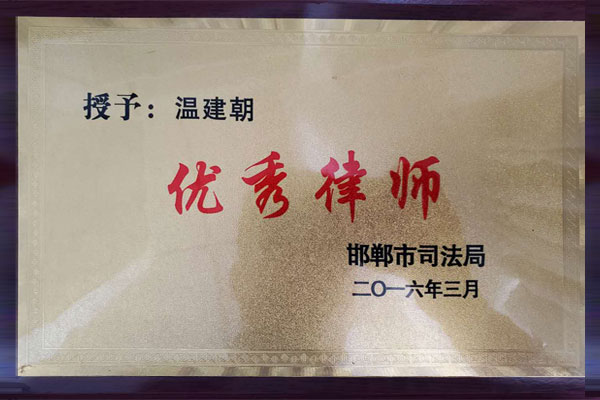 授予：温建朝
优秀律师
邯郸市司法局
二〇一六年三月